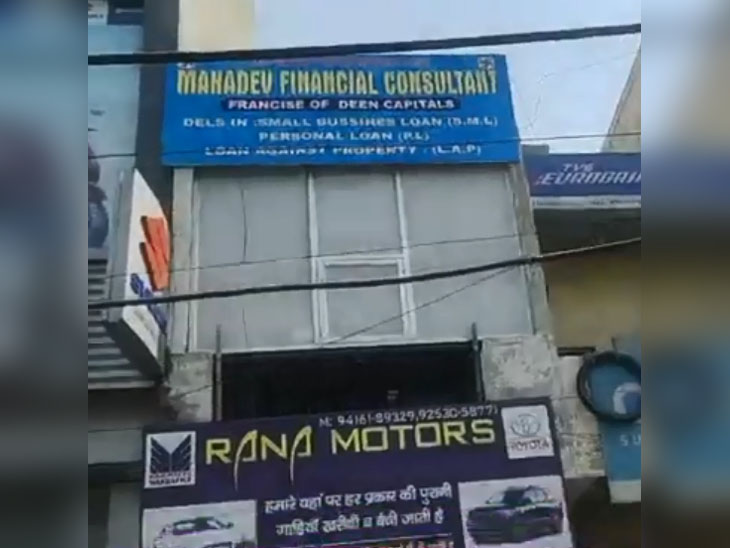 MAHADEV FINANCIAL CONSULTANT
FRANCISE OF DEEN CAPITALS
DELS IN :SMALL BUSSINES LOAN (S.M.L)
PERSONAL LOAN (P.L)
LOAN AGAINST PROPERTY : (L.A.P)
TVS
M: 94161-89329,92530-58771
RANA MOTORS
TOYOTA
हमारे यहाँ पर हर प्रकार की पुरानी
गाड़ियाँ खरीदी व बेची जाती है